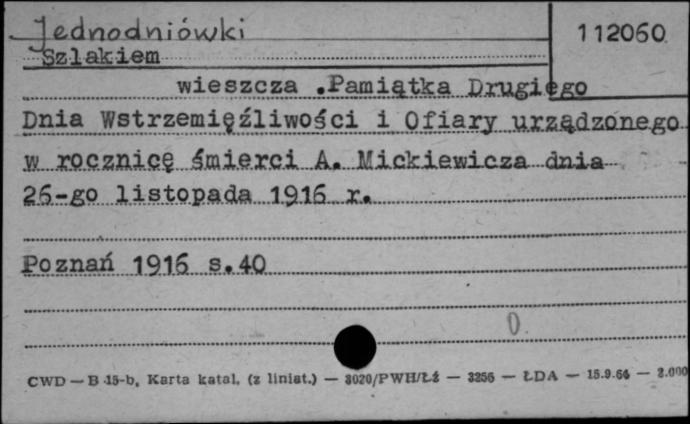 Jednodniówki
112060
Szlakiem
wieszcza .Pamiątka Drugiego
Dnia Wstrzemięźliwości i Ofiary urządzonego
w rocznicę śmierci A. Mickiewicza dnia
26-go listopada 1916 r.
Poznań 1916 s.40
0.
CWD — B 15-b, Karta katal. (z liniat.) — 3020/PWH/Łź — 3256 — ŁDA — 15.9.64 — 2.000